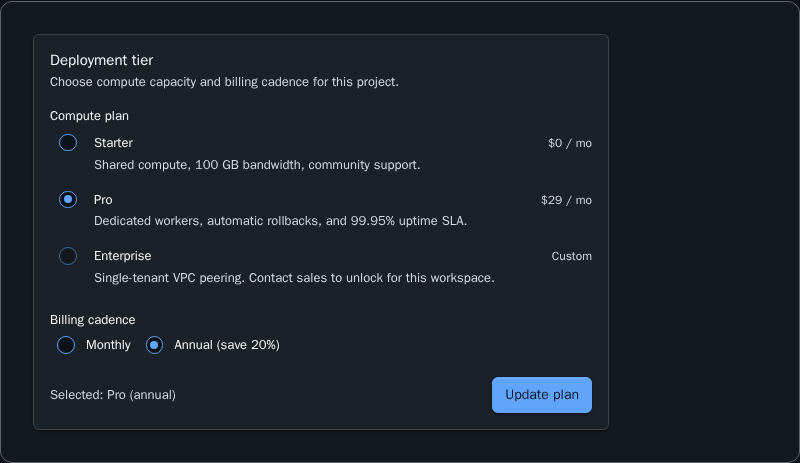 Deployment tier
Choose compute capacity and billing cadence for this project.
Compute plan
Starter $0 / mo
Shared compute, 100 GB bandwidth, community support.
Pro $29 / mo
Dedicated workers, automatic rollbacks, and 99.95% uptime SLA.
Enterprise Custom
Single-tenant VPC peering. Contact sales to unlock for this workspace.
Billing cadence
Monthly Annual (save 20%)
Selected: Pro (annual) Update plan